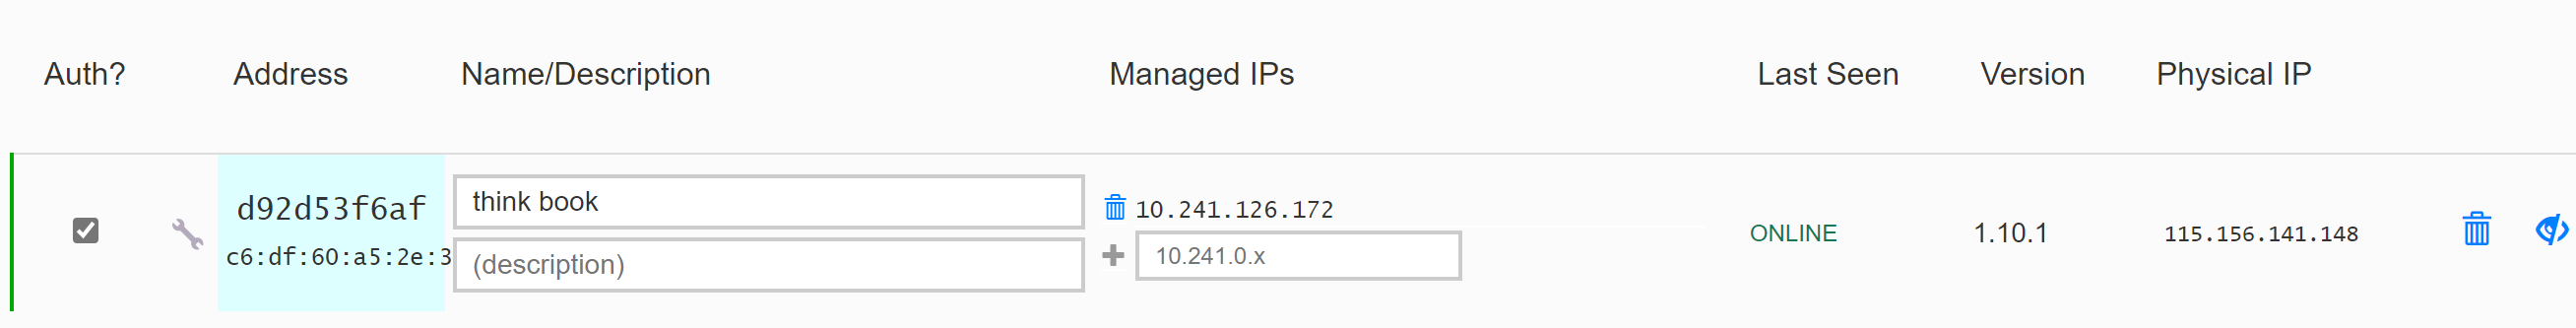 Auth? Address Name/Description Managed IPs Last Seen Version Physical IP
d92d53f6af think book 10.241.126.172
ONLINE 1.10.1 115.156.141.148
c6:df:60:a5:2e:3 (description) 10.241.0.x